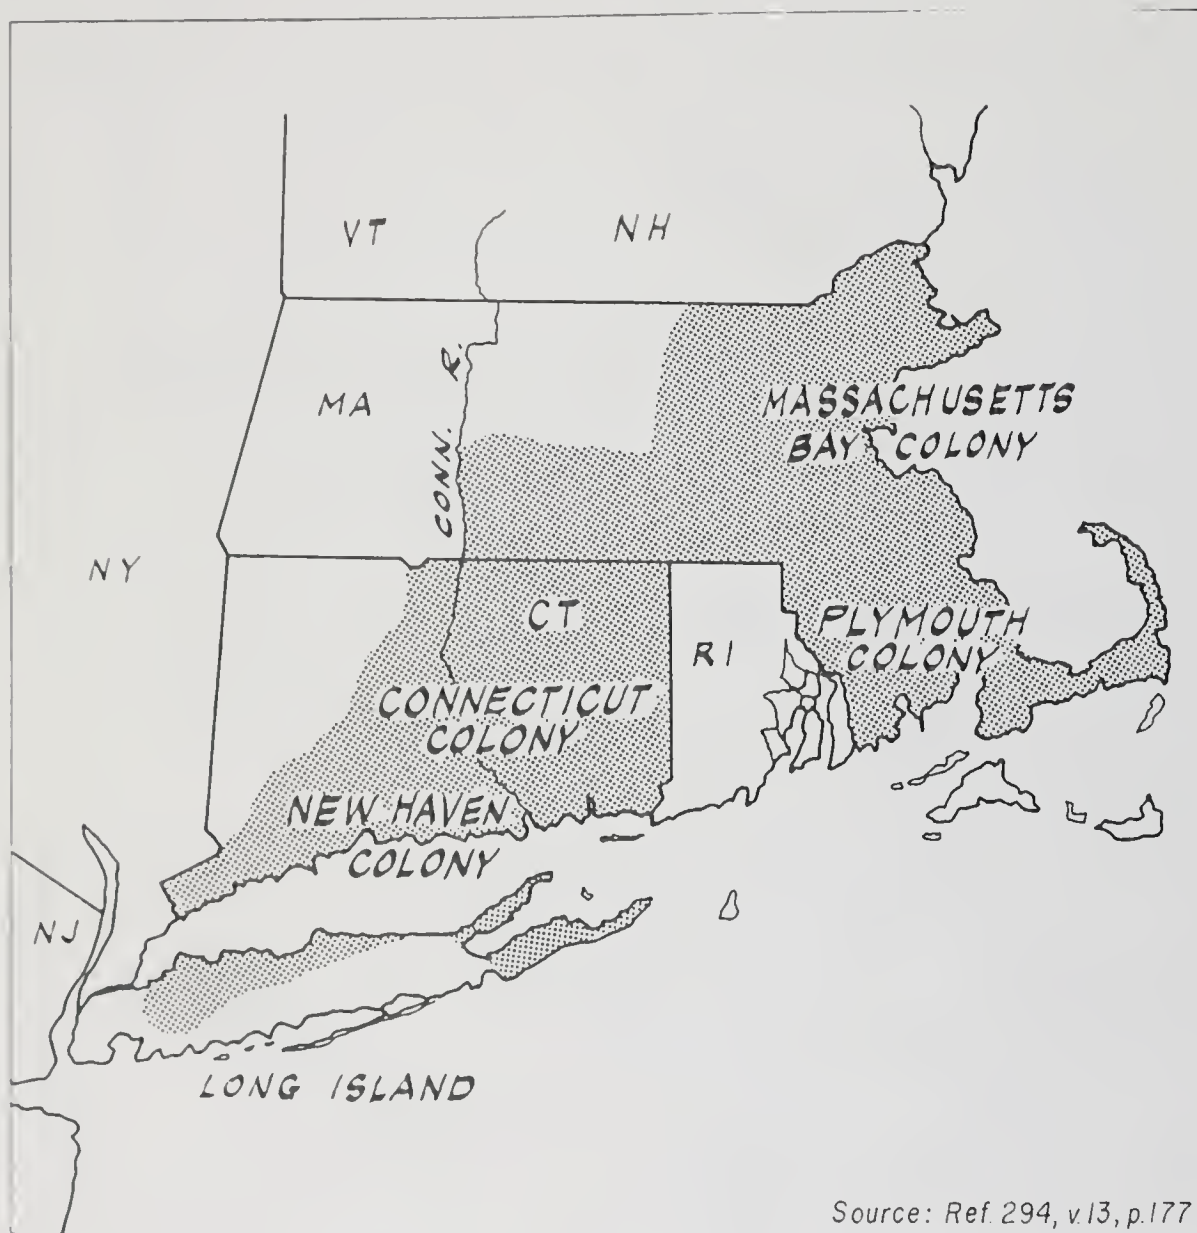 VT
NH
MA
CONN. R.
MASSACHUSETTS
BAY COLONY
NY
CT
RI
PLYMOUTH
COLONY
CONNECTICUT
COLONY
NEW HAVEN
COLONY
NJ
LONG ISLAND
Source: Ref. 294, v.13, p.177